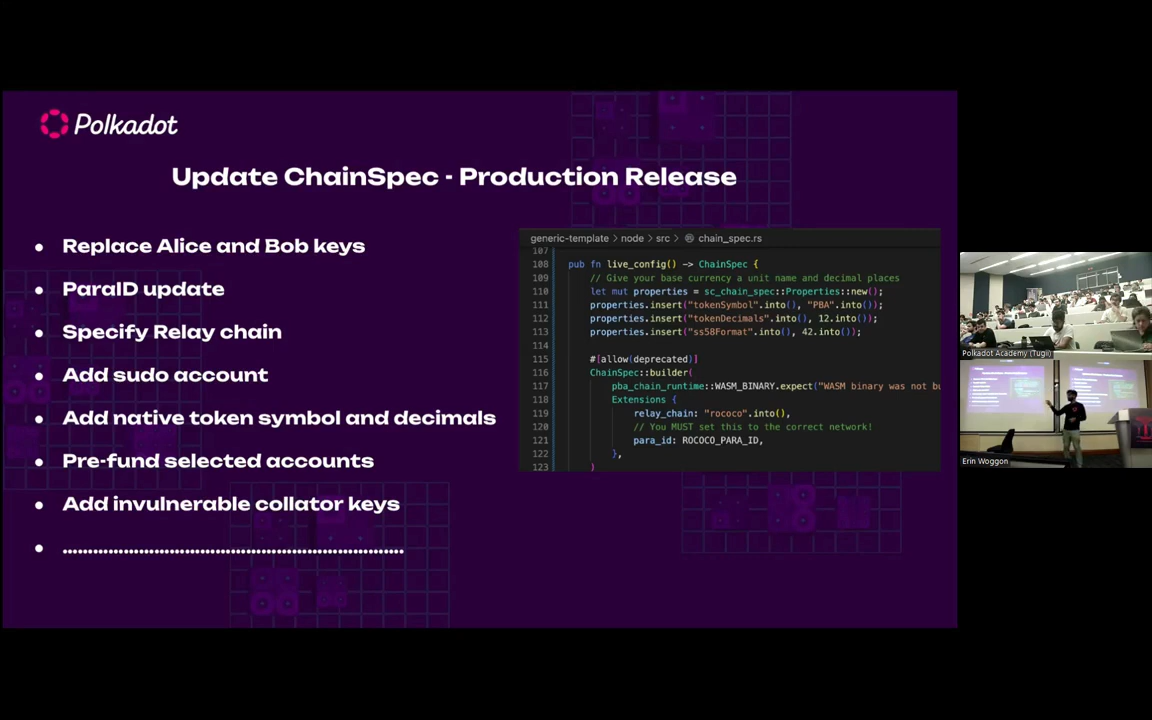 Polkadot
Update ChainSpec - Production Release
● Replace Alice and Bob keys
● ParaID update
● Specify Relay chain
● Add sudo account
● Add native token symbol and decimals
● Pre-fund selected accounts
● Add invulnerable collator keys
● ....................................................................
generic-template > node > src > chain_spec.rs
107
108 pub fn live_config() -> ChainSpec {
109 // Give your base currency a unit name and decimal places
110 let mut properties = sc_chain_spec::Properties::new();
111 properties.insert("tokenSymbol".into(), "PBA".into());
112 properties.insert("tokenDecimals".into(), 12.into());
113 properties.insert("ss58Format".into(), 42.into());
114
115 #[allow(deprecated)]
116 ChainSpec::builder(
117 pba_chain_runtime::WASM_BINARY.expect("WASM binary was not bu
118 Extensions {
119 relay_chain: "rococo".into(),
120 // You MUST set this to the correct network!
121 para_id: ROCOCO_PARA_ID,
122 },
123 )
Polkadot Academy (Tugii)
Erin Woggon